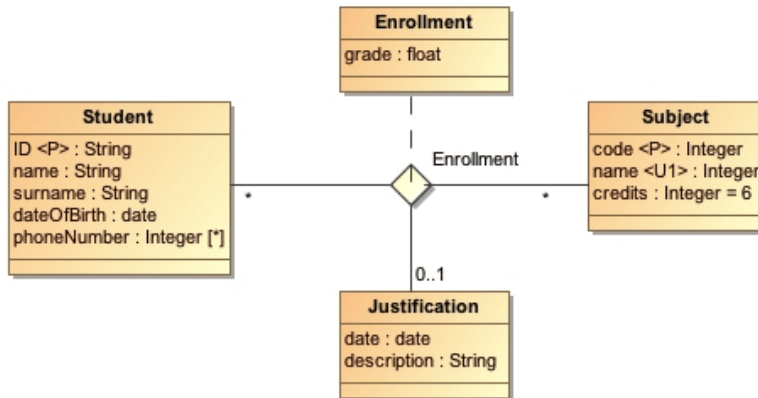 Enrollment
grade : float
Student
ID <P> : String
name : String
surname : String
dateOfBirth : date
phoneNumber : Integer [*]
Subject
code <P> : Integer
name <U1> : Integer
credits : Integer = 6
Enrollment
*
*
0..1
Justification
date : date
description : String